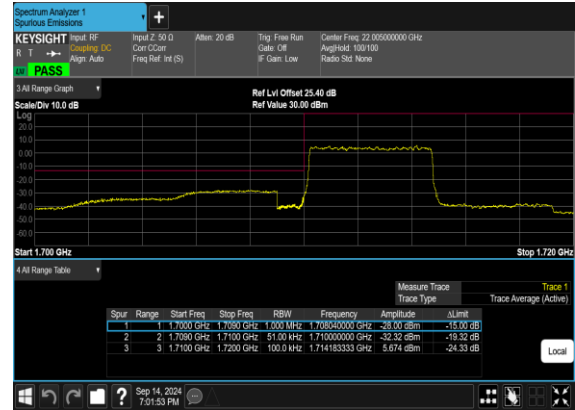 Spectrum Analyzer 1
Spurious Emissions
+
KEYSIGHT
R T
LW PASS
Input: RF
Coupling: DC
Align: Auto
Input Z: 50 Ω
Corr CCorr
Freq Ref: Int (S)
Atten: 20 dB
Trig: Free Run
Gate: Off
IF Gain: Low
Center Freq: 22.005000000 GHz
Avg|Hold: 100/100
Radio Std: None
3 All Range Graph
Scale/Div 10.0 dB
Ref Lvl Offset 25.40 dB
Ref Value 30.00 dBm
Log
20.0
10.0
0.00
-10.0
-20.0
-30.0
-40.0
-50.0
-60.0
Start 1.700 GHz
Stop 1.720 GHz
4 All Range Table
Measure Trace Trace 1
Trace Type Trace Average (Active)
Spur Range Start Freq Stop Freq RBW Frequency Amplitude ΔLimit
1 1 1.7000 GHz 1.7090 GHz 1.000 MHz 1.708040000 GHz -28.00 dBm -15.00 dB
2 2 1.7090 GHz 1.7100 GHz 51.00 kHz 1.710000000 GHz -32.32 dBm -19.32 dB
3 3 1.7100 GHz 1.7200 GHz 100.0 kHz 1.714183333 GHz 5.674 dBm -24.33 dB
Local
?
Sep 14, 2024
7:01:53 PM